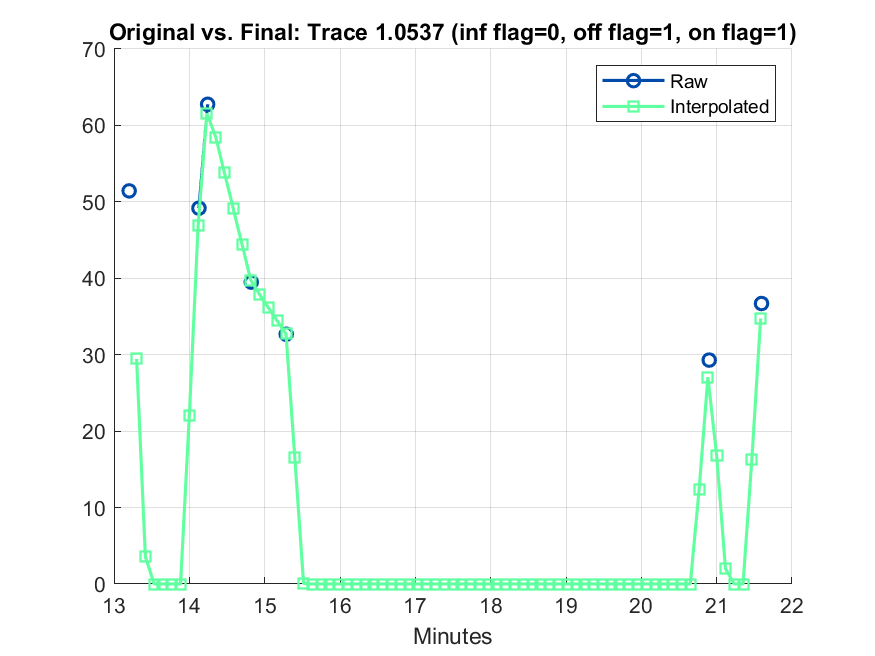 Original vs. Final: Trace 1.0537 (inf flag=0, off flag=1, on flag=1)
70
60
50
40
30
20
10
0
Raw
Interpolated
13 14 15 16 17 18 19 20 21 22
Minutes